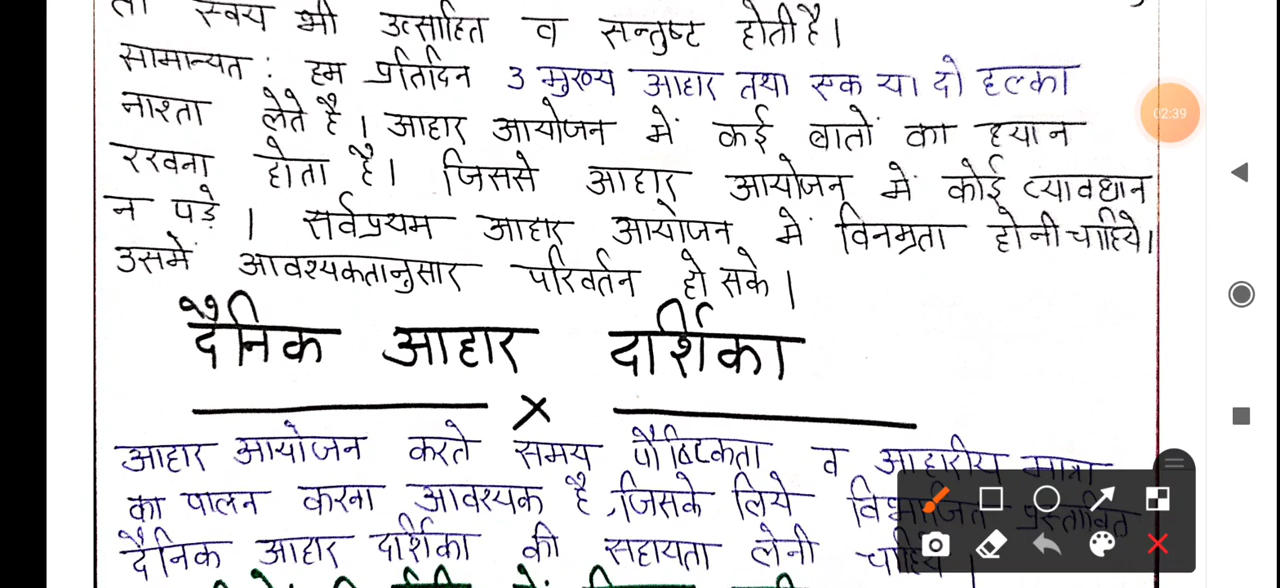 स्वयं भी उत्साहित व सन्तुष्ट होती है।
सामान्यत: हम प्रतिदिन 3 मुख्य आहार तथा एक या दो हल्का
नाश्ता लेते है। आहार आयोजन में कई बातों का ध्यान
रखना होता है। जिससे आहार आयोजन में कोई व्यावधान
न पड़े। सर्वप्रथम आहार आयोजन में विनम्रता होनी चाहिये।
उसमें आवश्यकतानुसार परिवर्तन हो सके।
दैनिक आहार दर्शिका
आहार आयोजन करते समय पौष्टिकता व आहारीय मात्रा
का पालन करना आवश्यक है, जिसके लिये विभाजित प्रस्तावित
दैनिक आहार दर्शिका की सहायता लेनी चाहिये।
02:39